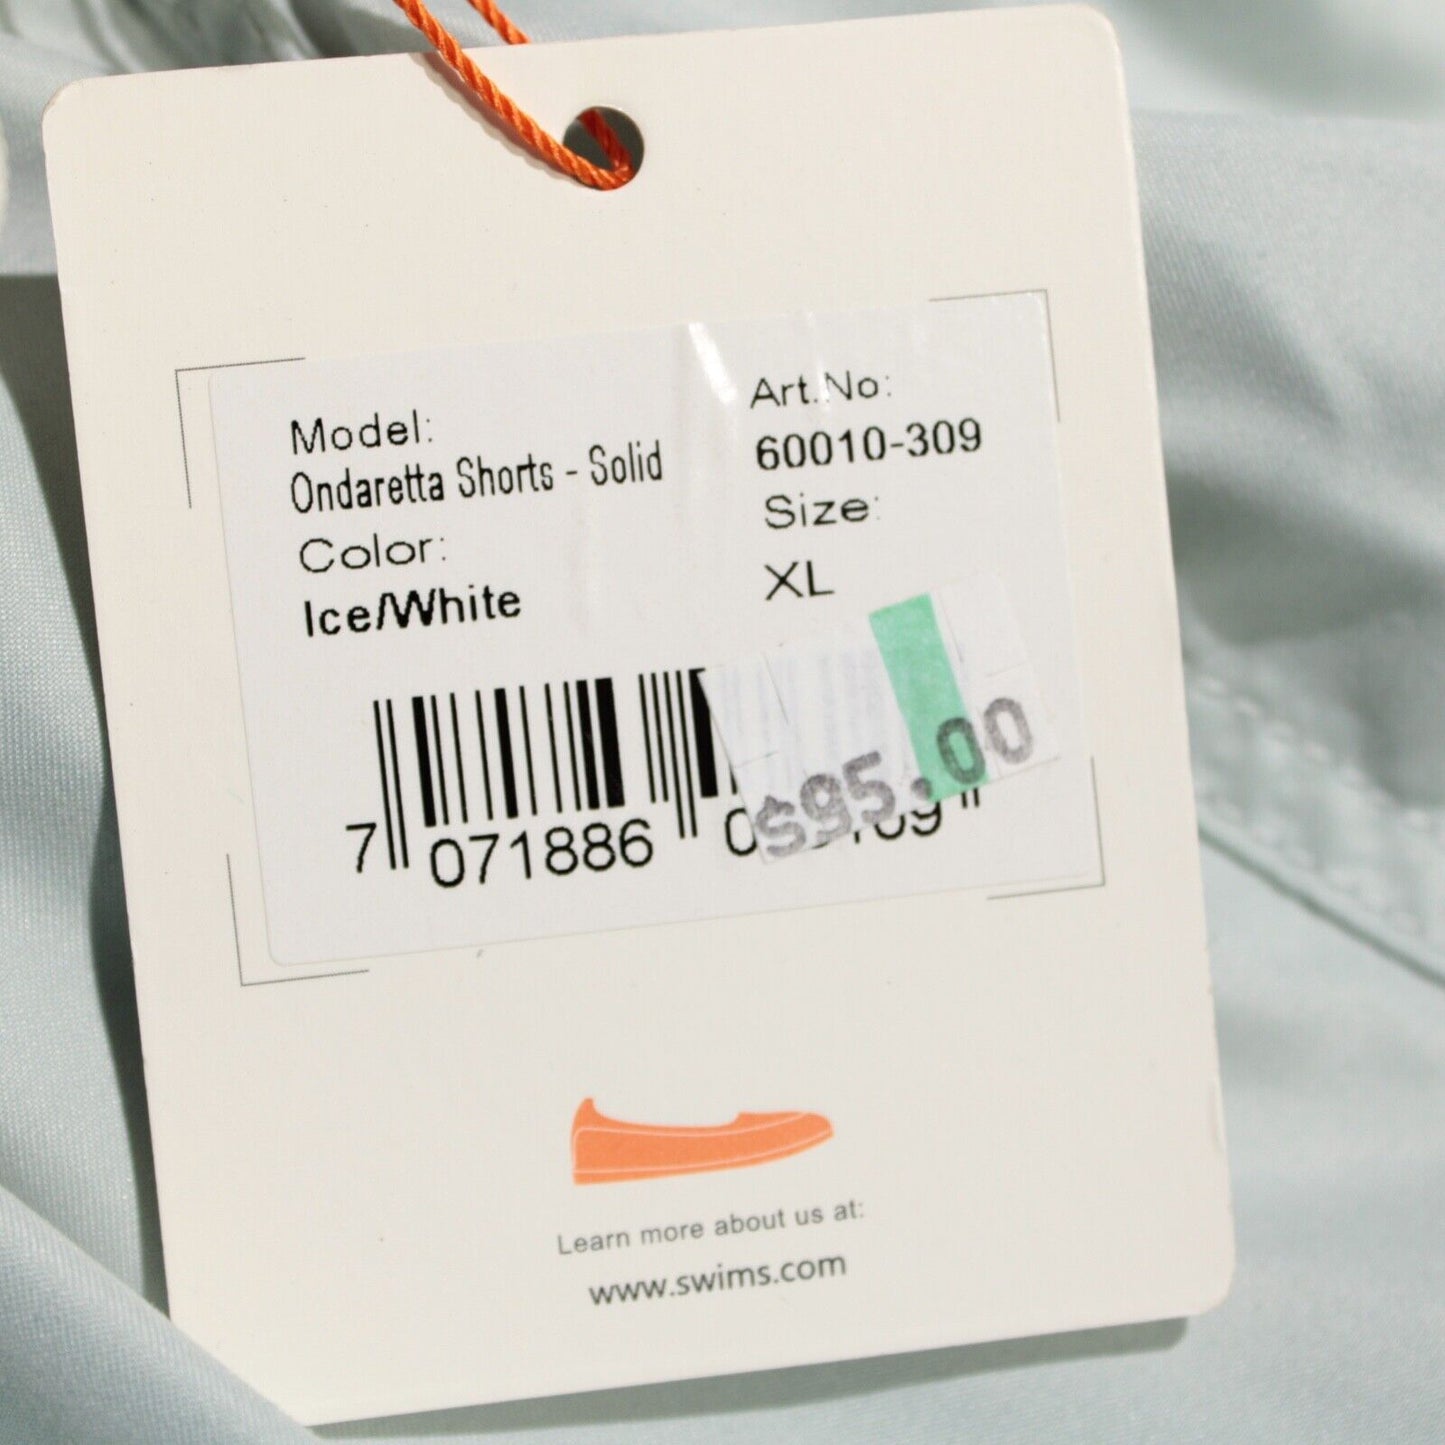 Model:
Ondaretta Shorts - Solid
Color:
Ice/White
Art.No:
60010-309
Size:
XL
$95.00
7 071886
Learn more about us at:
www.swims.com